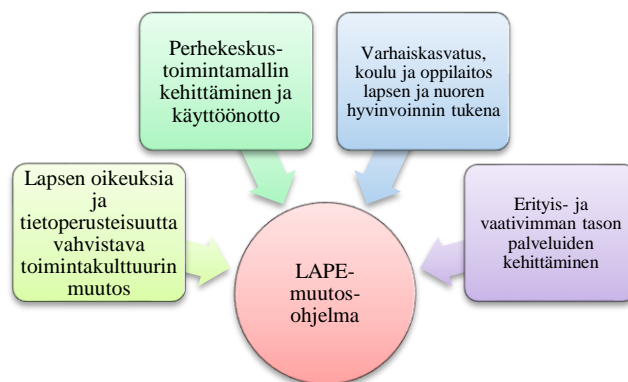 Perhekeskus-
toimintamallin
kehittäminen ja
käyttöönotto
Varhaiskasvatus,
koulu ja oppilaitos
lapsen ja nuoren
hyvinvoinnin tukena
Lapsen oikeuksia
ja
tietoperusteisuutta
vahvistava
toimintakulttuurin
muutos
Erityis- ja
vaativimman tason
palveluiden
kehittäminen
LAPE-
muutos-
ohjelma